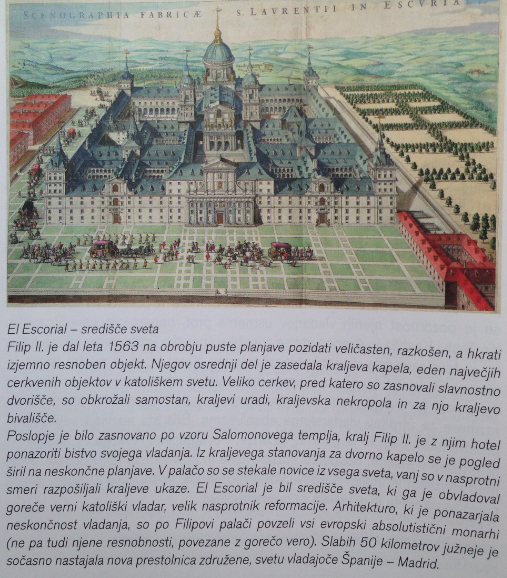 SCENOGRAPHIA FABRICÆ S. LAVRENTII IN ESCVRIA
El Escorial – središče sveta
Filip II. je dal leta 1563 na obrobju puste planjave pozidati veličasten, razkošen, a hkrati
izjemno resnoben objekt. Njegov osrednji del je zasedala kraljeva kapela, eden največjih
cerkvenih objektov v katoliškem svetu. Veliko cerkev, pred katero so zasnovali slavnostno
dvorišče, so obkrožali samostan, kraljevi uradi, kraljevska nekropola in za njo kraljevo
bivališče.
Poslopje je bilo zasnovano po vzoru Salomonovega templja, kralj Filip II. je z njim hotel
ponazoriti bistvo svojega vladanja. Iz kraljevega stanovanja za dvorno kapelo se je pogled
širil na neskončne planjave. V palačo so se stekale novice iz vsega sveta, vanj so v nasprotni
smeri razpošiljali kraljeve ukaze. El Escorial je bil središče sveta, ki ga je obvladoval
goreče verni katoliški vladar, velik nasprotnik reformacije. Arhitekturo, ki je ponazarjala
neskončnost vladanja, so po Filipovi palači povzeli vsi evropski absolutistični monarhi
(ne pa tudi njene resnobnosti, povezane z gorečo vero). Slabih 50 kilometrov južneje je
sočasno nastajala nova prestolnica združene, svetu vladajoče Španije – Madrid.